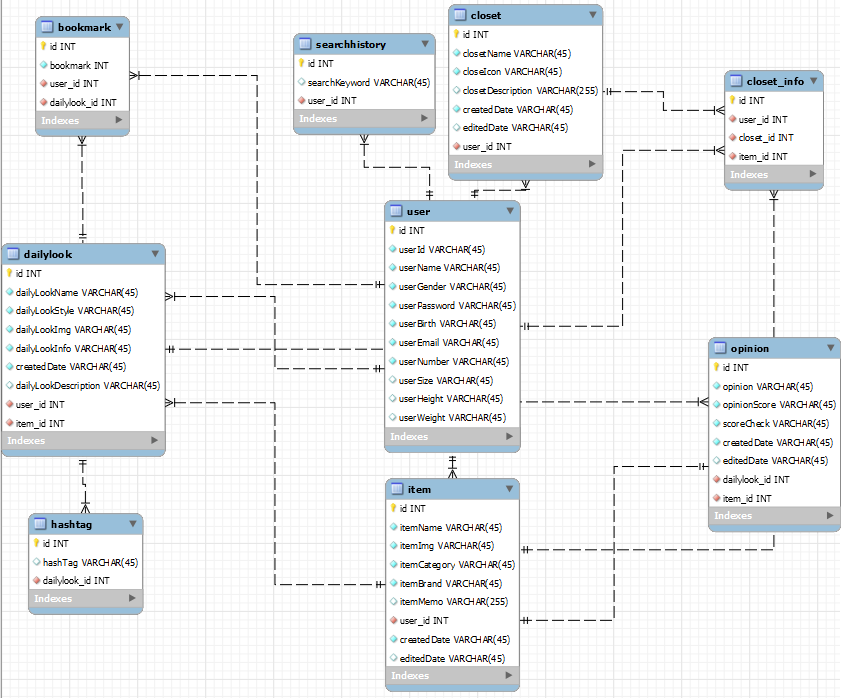 bookmark
id INT
bookmark INT
user_id INT
dailylook_id INT
Indexes
searchhistory
id INT
searchKeyword VARCHAR(45)
user_id INT
Indexes
closet
id INT
closetName VARCHAR(45)
closeIcon VARCHAR(45)
closetDescription VARCHAR(255)
createdDate VARCHAR(45)
editedDate VARCHAR(45)
user_id INT
Indexes
closet_info
id INT
user_id INT
closet_id INT
item_id INT
Indexes
dailylook
id INT
dailyLookName VARCHAR(45)
dailyLookStyle VARCHAR(45)
dailyLookImg VARCHAR(45)
dailyLookInfo VARCHAR(45)
createdDate VARCHAR(45)
dailyLookDescription VARCHAR(45)
user_id INT
item_id INT
Indexes
user
id INT
userId VARCHAR(45)
userName VARCHAR(45)
userGender VARCHAR(45)
userPassword VARCHAR(45)
userBirth VARCHAR(45)
userEmail VARCHAR(45)
userNumber VARCHAR(45)
userSize VARCHAR(45)
userHeight VARCHAR(45)
userWeight VARCHAR(45)
Indexes
opinion
id INT
opinion VARCHAR(45)
opinionScore VARCHAR(45)
scoreCheck VARCHAR(45)
createdDate VARCHAR(45)
editedDate VARCHAR(45)
dailylook_id INT
item_id INT
Indexes
hashtag
id INT
hashTag VARCHAR(45)
dailylook_id INT
Indexes
item
id INT
itemName VARCHAR(45)
itemImg VARCHAR(45)
itemCategory VARCHAR(45)
itemBrand VARCHAR(45)
itemMemo VARCHAR(255)
user_id INT
createdDate VARCHAR(45)
editedDate VARCHAR(45)
Indexes